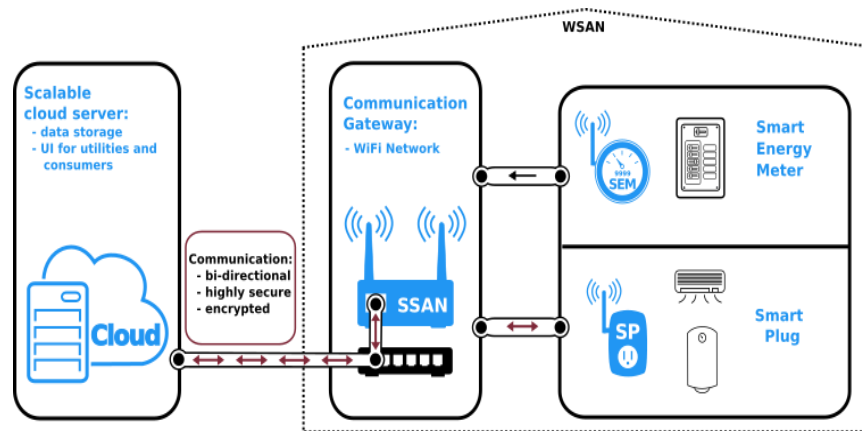 WSAN
Scalable
cloud server:
- data storage
- UI for utilities and
consumers
Cloud
Communication:
- bi-directional
- highly secure
- encrypted
Communication
Gateway:
- WiFi Network
SSAN
9999
SEM
Smart
Energy
Meter
SP
Smart
Plug